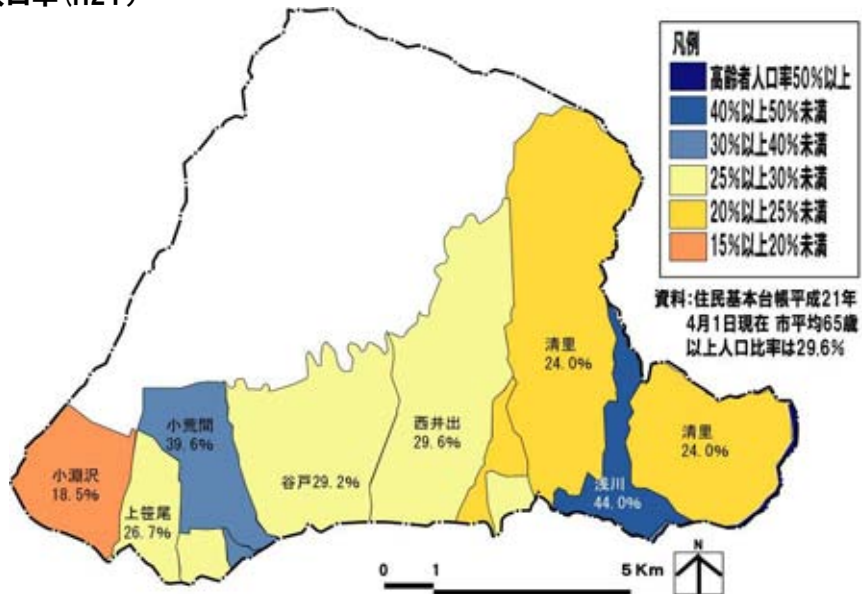 凡例
高齢者人口率50%以上
40%以上50%未満
30%以上40%未満
25%以上30%未満
20%以上25%未満
15%以上20%未満
資料:住民基本台帳平成21年
4月1日現在 市平均65歳
以上人口比率は29.6%
清里
24.0%
小荒間
39.6%
西井出
29.6%
清里
24.0%
小淵沢
18.5%
谷戸29.2%
浅川
44.0%
上笹尾
26.7%
0 1 5 Km
N